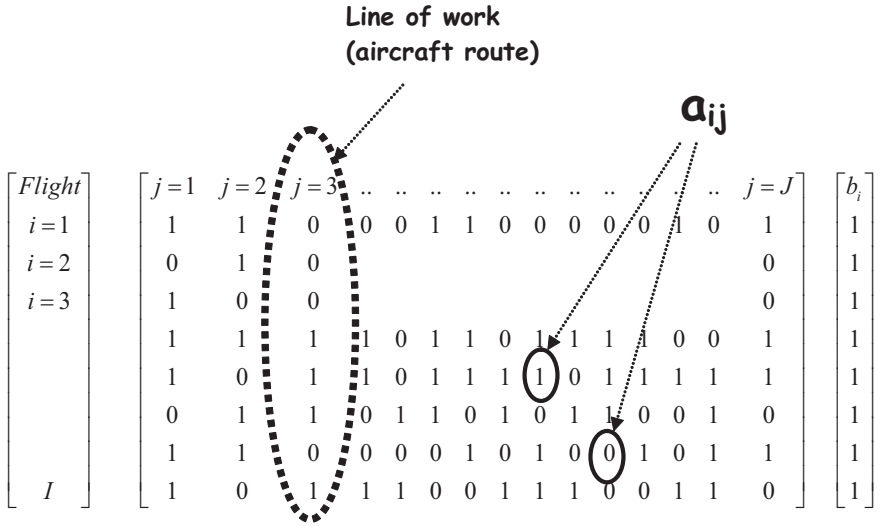 Line of work
(aircraft route)
aij
Flight j=1 j=2 j=3 .. .. .. .. .. .. .. .. .. .. .. j=J bi
i=1 1 1 0 0 0 1 1 0 0 0 0 0 1 0 1 1
i=2 0 1 0 0 1
i=3 1 0 0 0 1
1 1 1 1 0 1 1 0 1 1 1 1 0 0 1 1
1 0 1 1 0 1 1 1 1 0 1 1 1 1 1 1
0 1 1 0 1 1 0 1 0 1 1 0 0 1 0 1
1 1 0 0 0 0 1 0 1 0 0 1 0 1 1 1
I 1 0 1 1 1 0 0 1 1 1 0 0 1 1 0 1